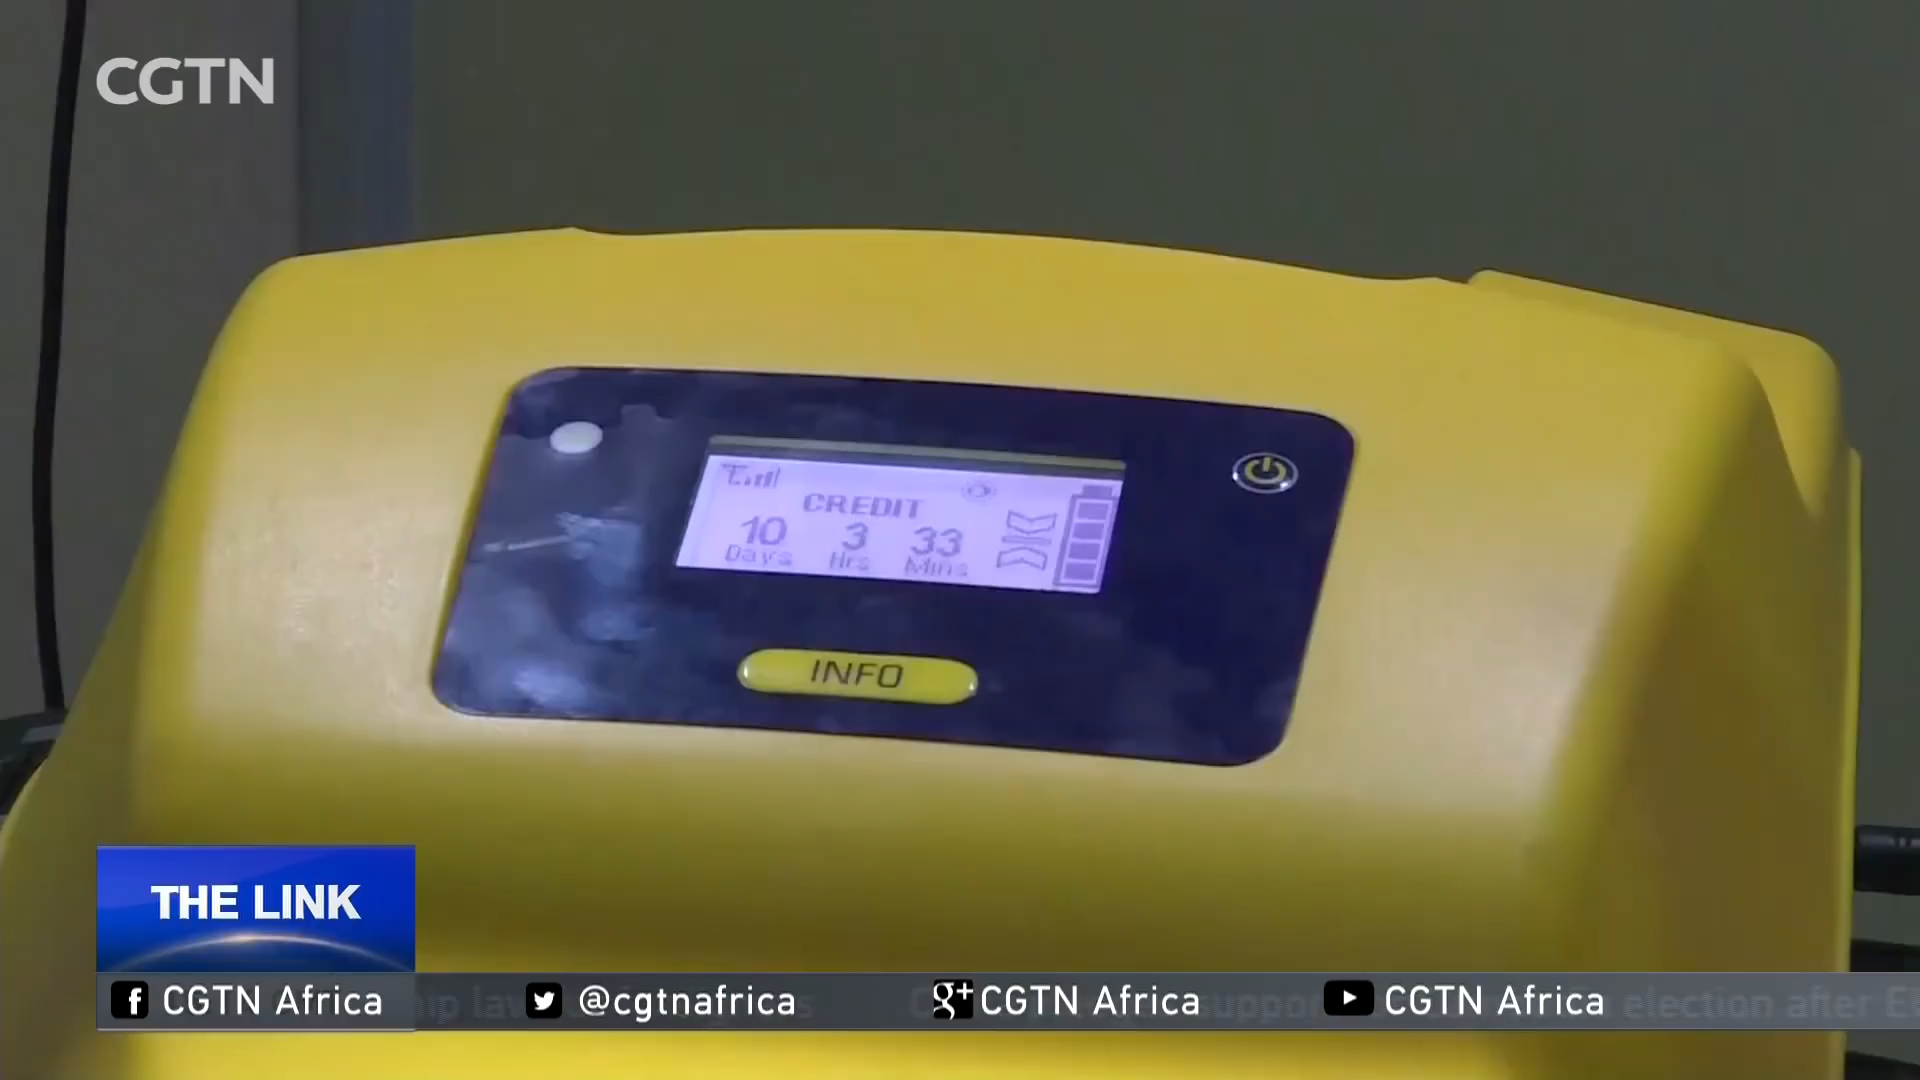 CGTN
CREDIT
10 3 33
Days Hrs Mins
INFO
THE LINK
CGTN Africa
@cgtnafrica
g+ CGTN Africa
CGTN Africa
election after